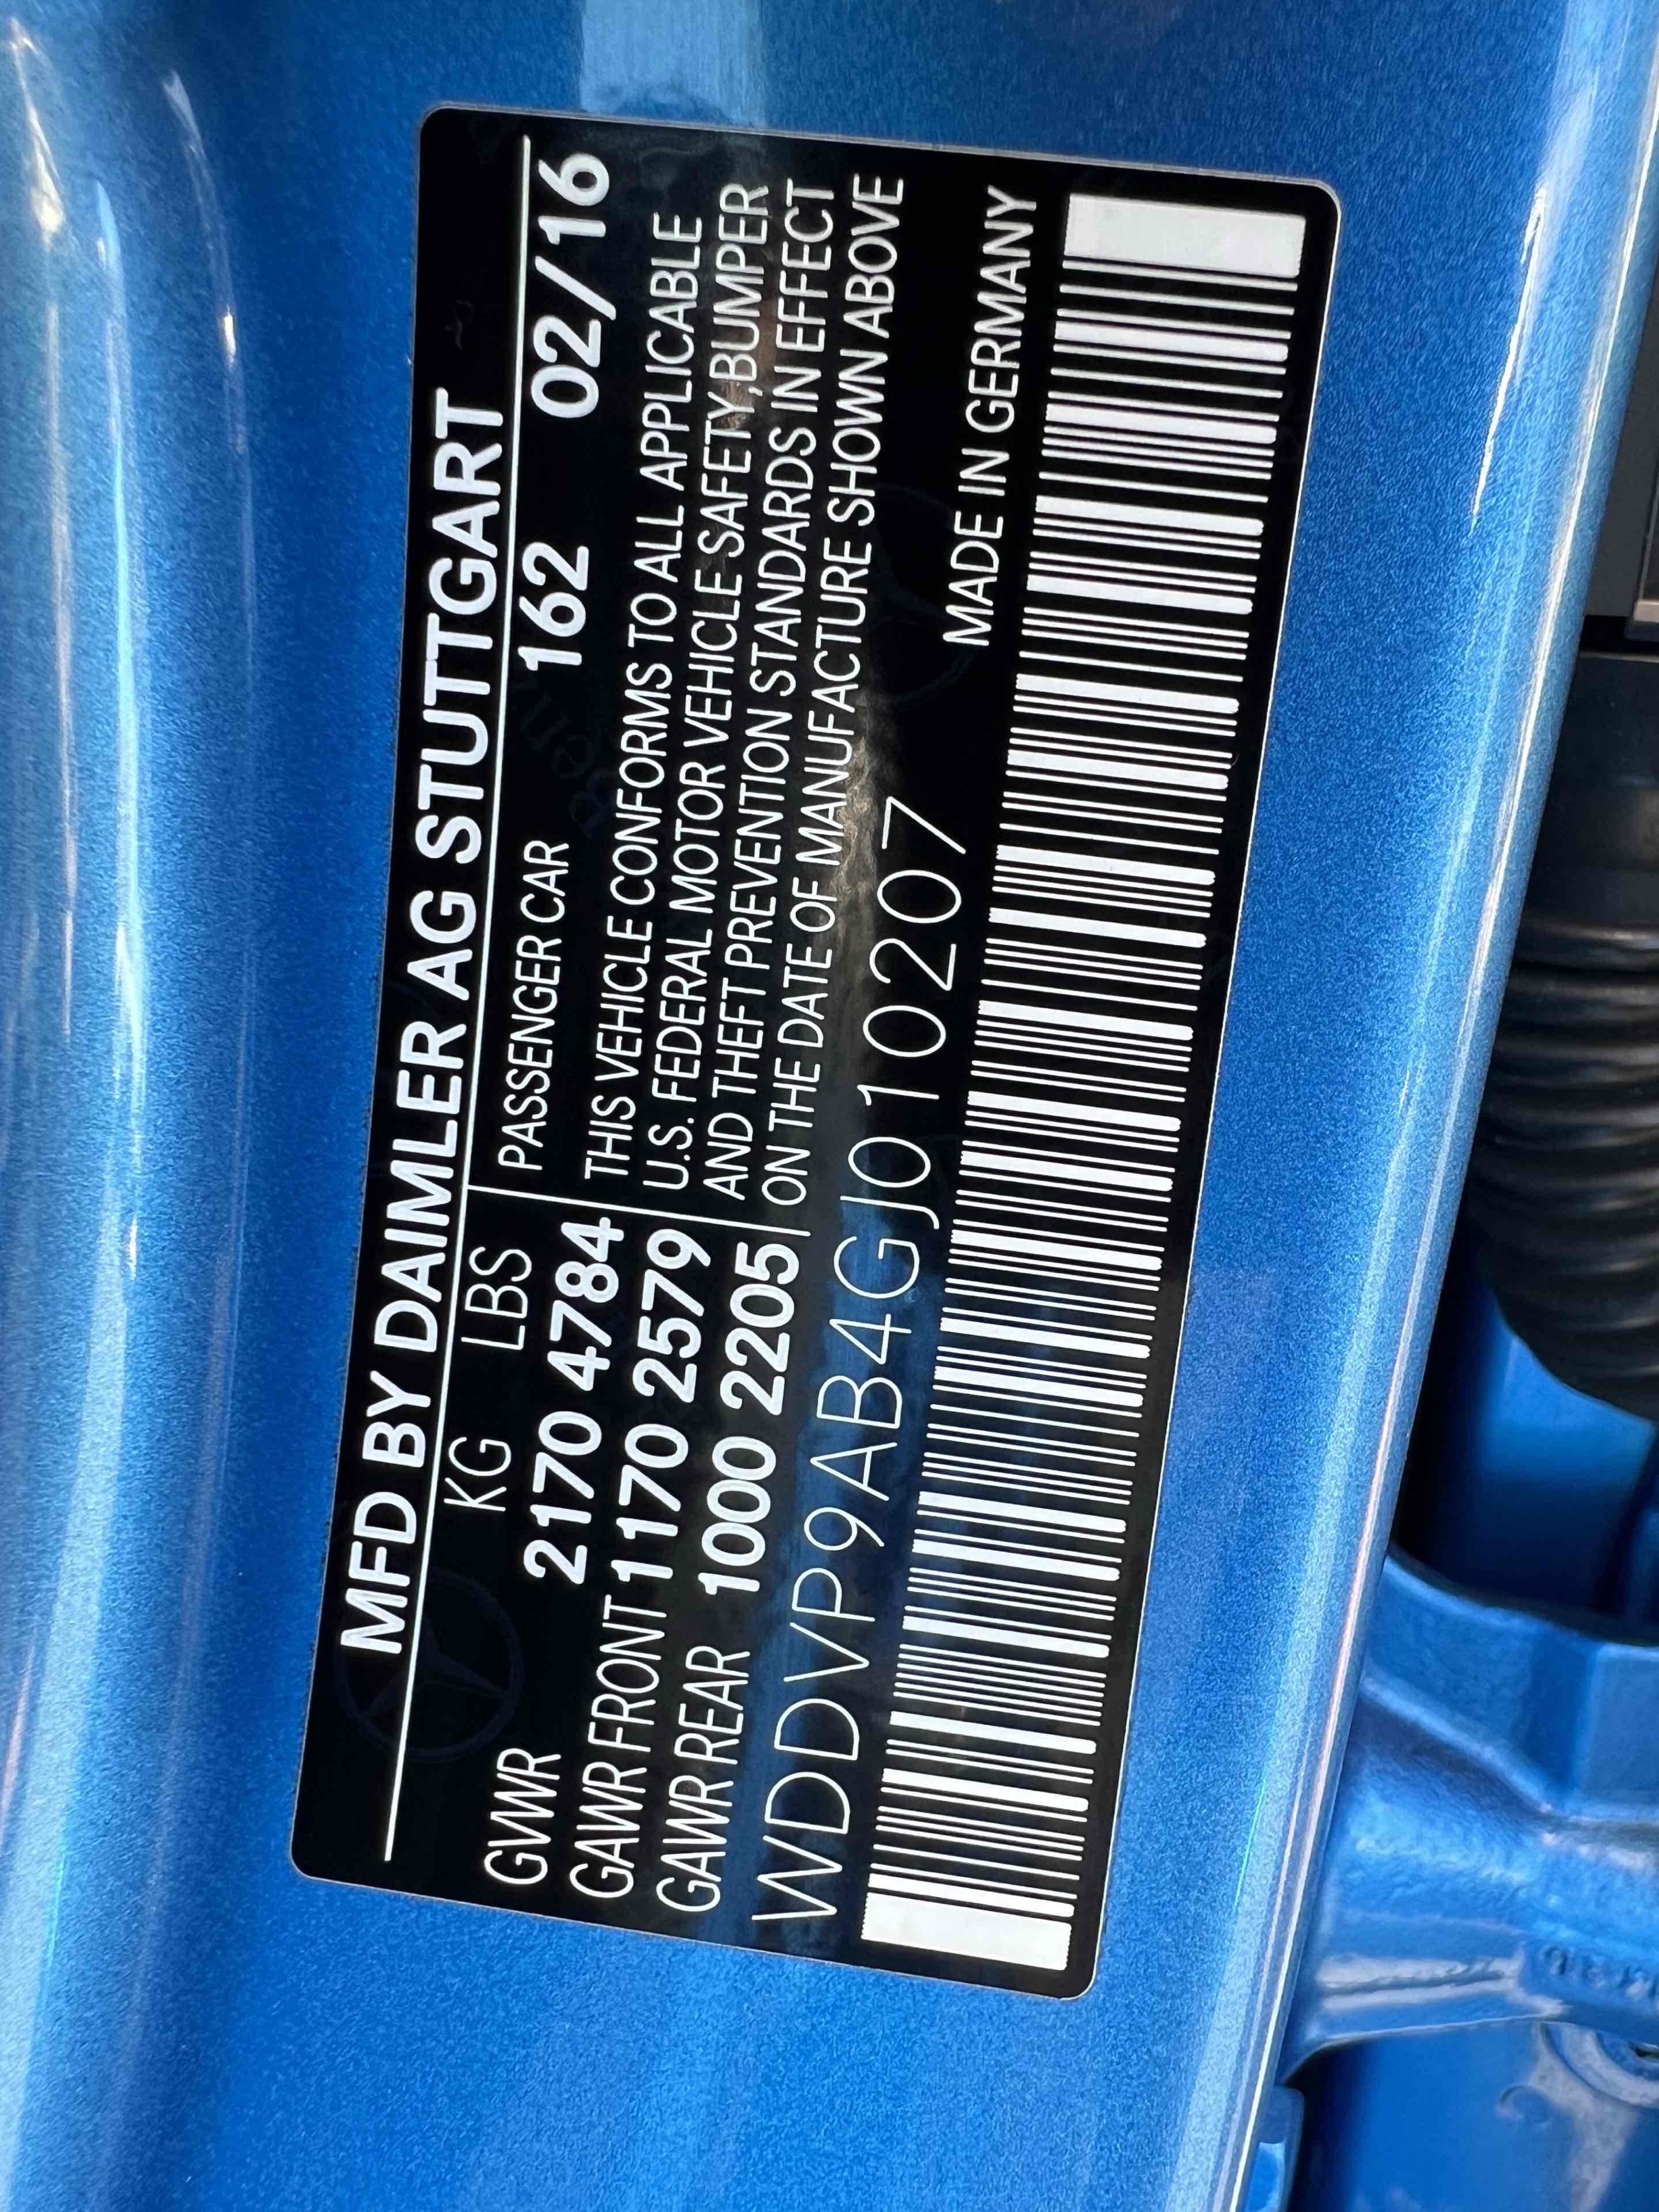 MFD BY DAIMLER AG STUTTGART
KG LBS PASSENGER CAR 162 02/16
GVWR 2170 4784
GAWR FRONT 1170 2579
GAWR REAR 1000 2205
THIS VEHICLE CONFORMS TO ALL APPLICABLE
U.S. FEDERAL MOTOR VEHICLE SAFETY,BUMPER
AND THEFT PREVENTION STANDARDS IN EFFECT
ON THE DATE OF MANUFACTURE SHOWN ABOVE
WDDVP9AB4GJ010207
MADE IN GERMANY